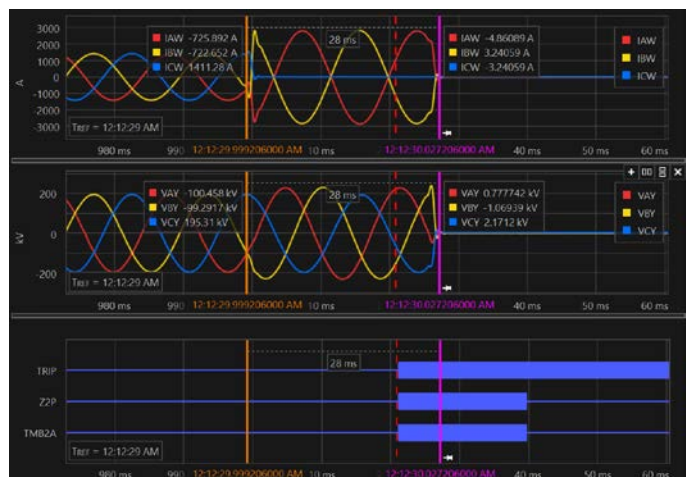 3000
2000
1000
0
-1000
-2000
3000
A
IAW -725.892 A
IBW -722.652 A
ICW 1411.28 A
28 ms
IAW -4.86089 A
IBW 3.24059 A
ICW -3.24059 A
IAW
IBW
ICW
TREF = 12:12:29 AM
980 ms
990
12:12:29.999206000 AM
10 ms
12:12:30.027206000 AM
40 ms
50 ms
60 ms
200
0
-200
kV
VAY -100.458 kV
VBY -99.2917 kV
VCY 195.31 kV
28 ms
VAY 0.777742 kV
VBY -1.06939 kV
VCY 2.1712 kV
VAY
VBY
VCY
TREF = 12:12:29 AM
980 ms
990
12:12:29.999206000 AM
10 ms
12:12:30.027206000 AM
40 ms
50 ms
60 ms
28 ms
TRIP
Z2P
TMB2A
TREF = 12:12:29 AM
980 ms
990
12:12:29.999206000 AM
10 ms
12:12:30.027206000 AM
40 ms
50 ms
60 ms